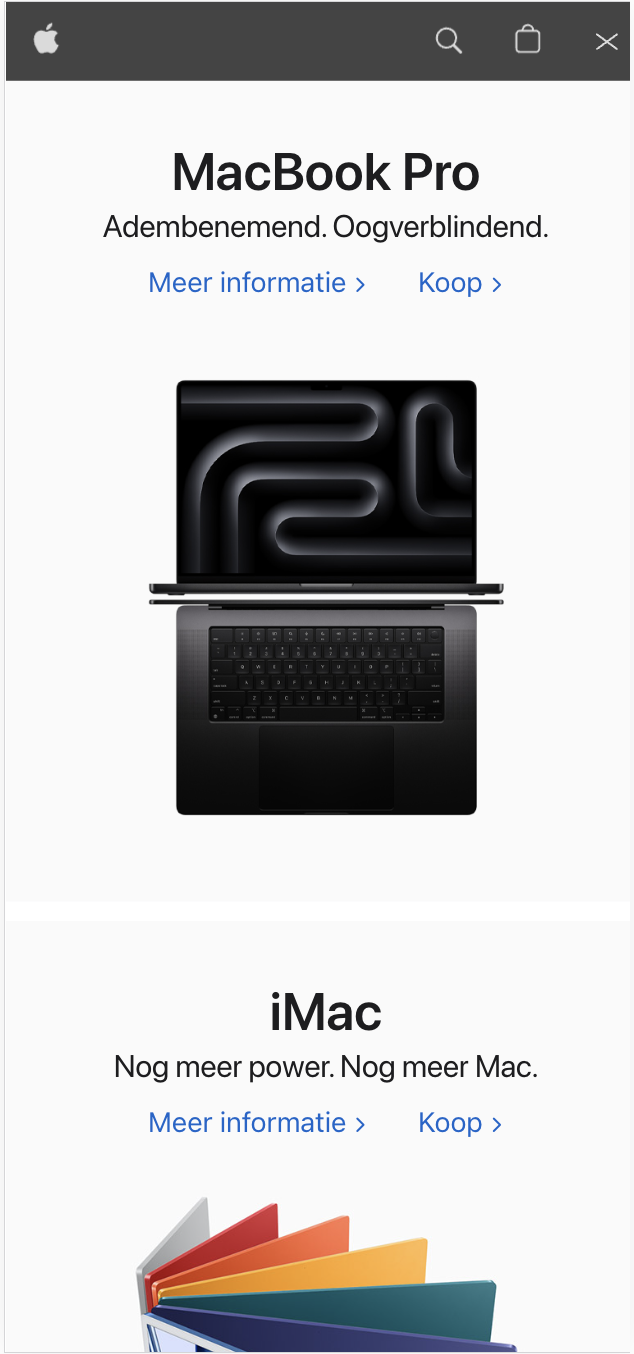 MacBook Pro
Adembenemend. Oogverblindend.
Meer informatie > Koop >
iMac
Nog meer power. Nog meer Mac.
Meer informatie > Koop >